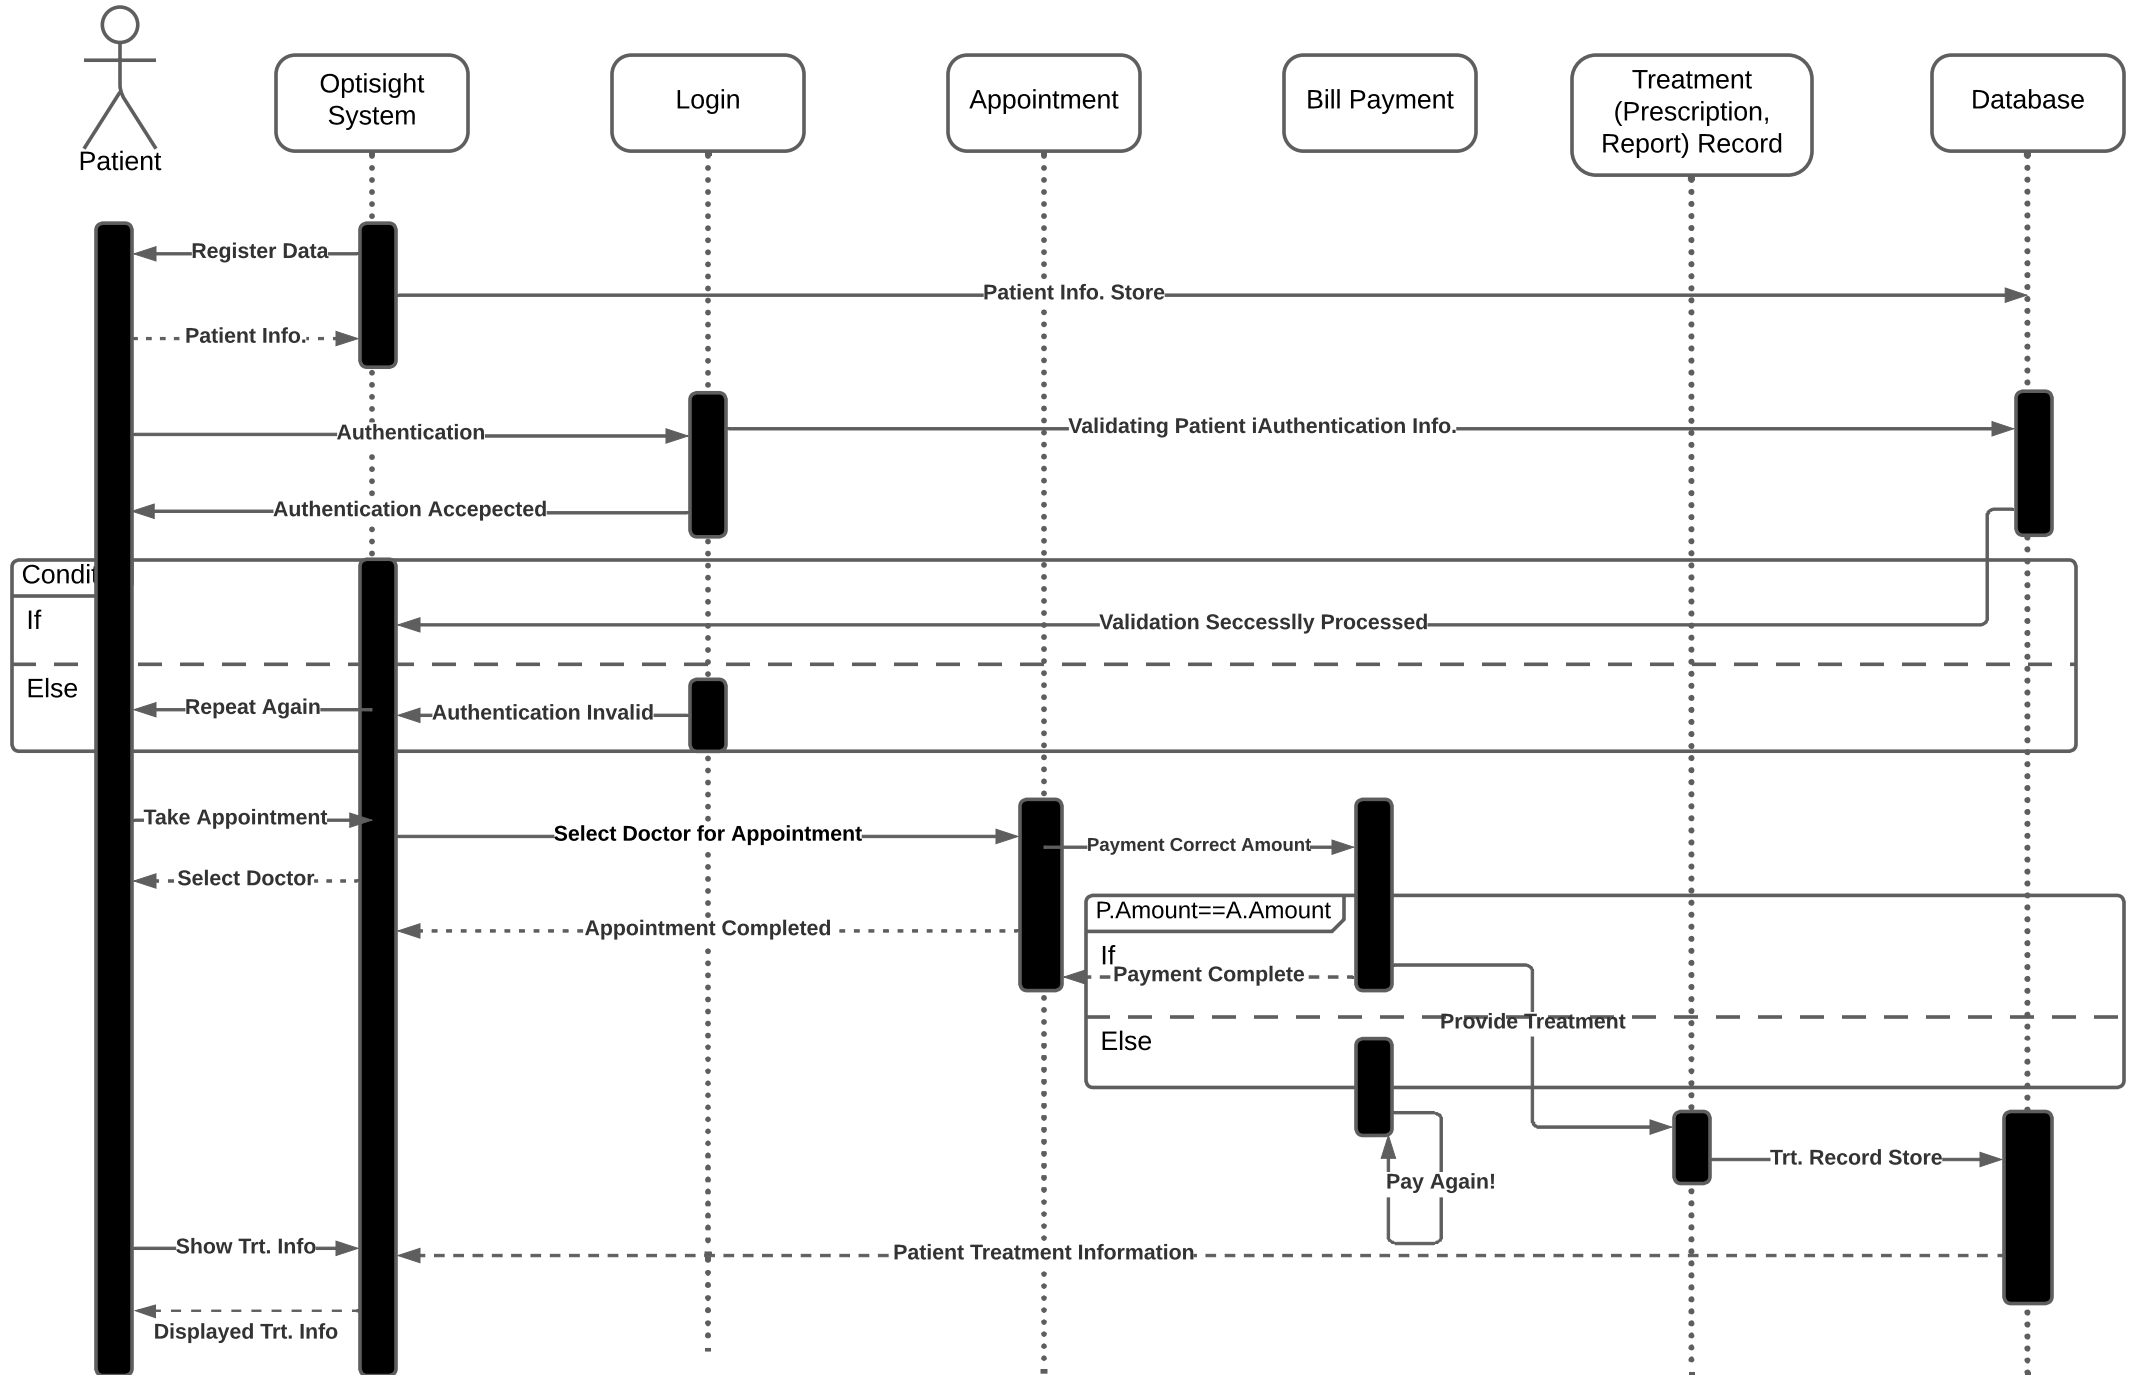 Patient
Optisight
System
Login
Appointment
Bill Payment
Treatment
(Prescription,
Report) Record
Database
Register Data
Patient Info. Store
Patient Info.
Authentication
Validating Patient iAuthentication Info.
Authentication Accepected
Condit
If
Validation Seccesslly Processed
Else
Repeat Again
Authentication Invalid
Take Appointment
Select Doctor for Appointment
Payment Correct Amount
Select Doctor
P.Amount==A.Amount
Appointment Completed
If
Payment Complete
Provide Treatment
Else
Trt. Record Store
Pay Again!
Show Trt. Info
Patient Treatment Information
Displayed Trt. Info